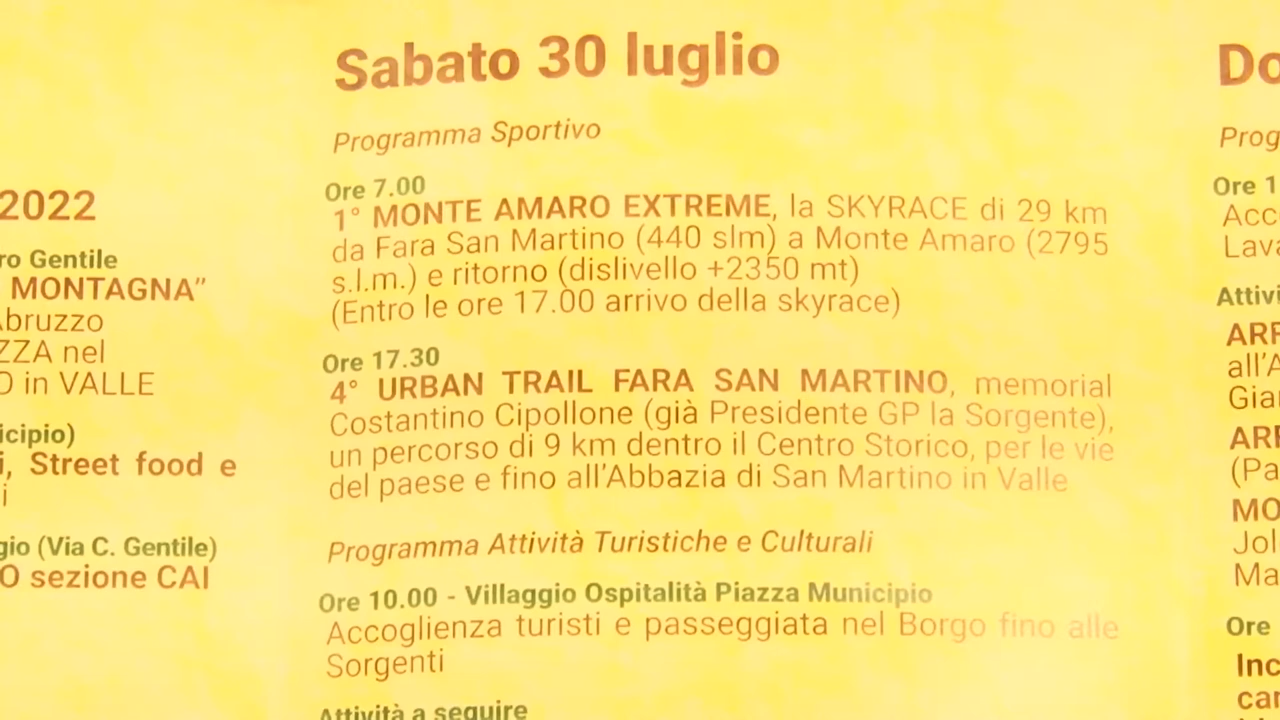 2022
ro Gentile
MONTAGNA”
Abruzzo
ZZA nel
O in VALLE
icipio)
i, Street food e
i
gio (Via C. Gentile)
O sezione CAI
Sabato 30 luglio
Programma Sportivo
Ore 7.00
1° MONTE AMARO EXTREME, la SKYRACE di 29 km
da Fara San Martino (440 slm) a Monte Amaro (2795
s.l.m.) e ritorno (dislivello +2350 mt)
(Entro le ore 17.00 arrivo della skyrace)
Ore 17.30
4° URBAN TRAIL FARA SAN MARTINO, memorial
Costantino Cipollone (già Presidente GP la Sorgente),
un percorso di 9 km dentro il Centro Storico, per le vie
del paese e fino all'Abbazia di San Martino in Valle
Programma Attività Turistiche e Culturali
Ore 10.00 - Villaggio Ospitalità Piazza Municipio
Accoglienza turisti e passeggiata nel Borgo fino alle
Sorgenti
Attività a seguire
Do
Prog
Ore 1
Acc
Lava
Attivi
ARR
all'A
Gian
ARR
(Pa
MO
Jol
Ma
Ore
Inc
car